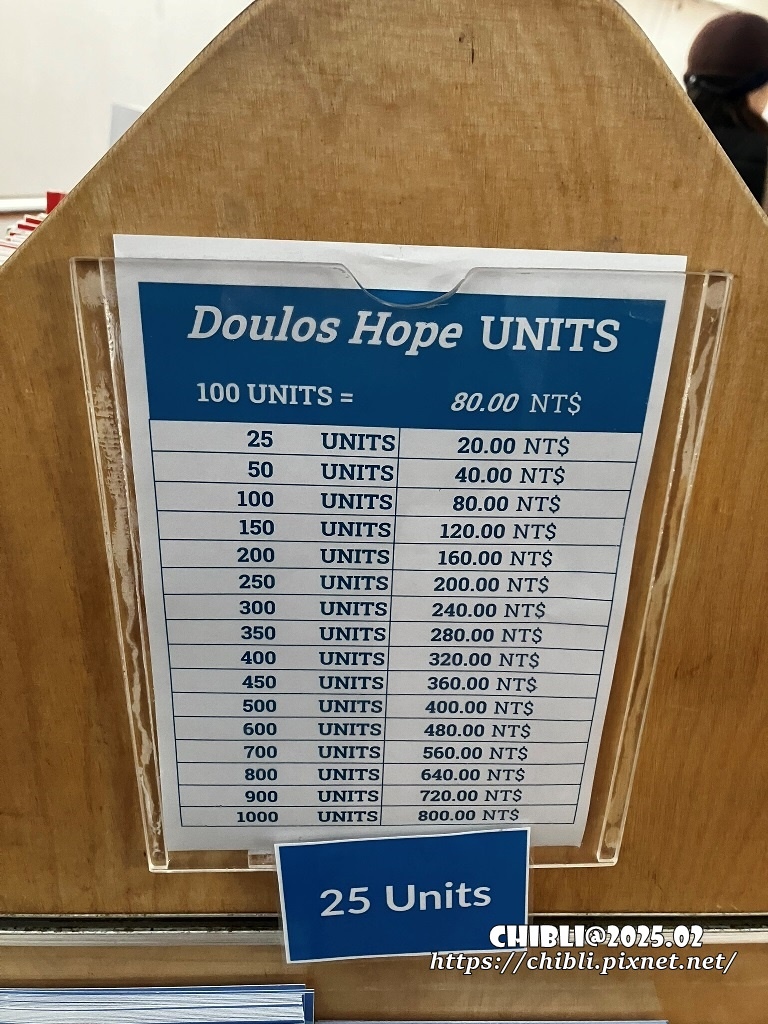 Doulos Hope UNITS
100 UNITS = 80.00 NT$
25 UNITS 20.00 NT$
50 UNITS 40.00 NT$
100 UNITS 80.00 NT$
150 UNITS 120.00 NT$
200 UNITS 160.00 NT$
250 UNITS 200.00 NT$
300 UNITS 240.00 NT$
350 UNITS 280.00 NT$
400 UNITS 320.00 NT$
450 UNITS 360.00 NT$
500 UNITS 400.00 NT$
600 UNITS 480.00 NT$
700 UNITS 560.00 NT$
800 UNITS 640.00 NT$
900 UNITS 720.00 NT$
1000 UNITS 800.00 NT$
25 Units
CHIBLI@2025.02
https://chibli.pixnet.net/